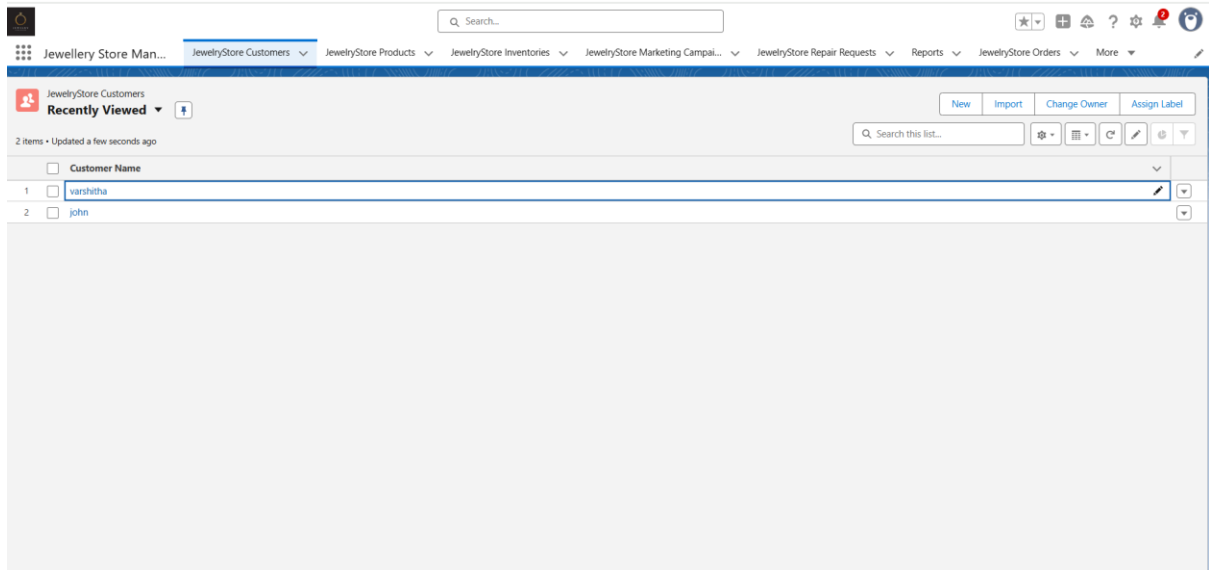 Search...
2
Jewellery Store Man...
JewelryStore Customers
JewelryStore Products
JewelryStore Inventories
JewelryStore Marketing Campai...
JewelryStore Repair Requests
Reports
JewelryStore Orders
More
JewelryStore Customers
Recently Viewed
New
Import
Change Owner
Assign Label
2 items • Updated a few seconds ago
Search this list...
Customer Name
1 varshitha
2 john